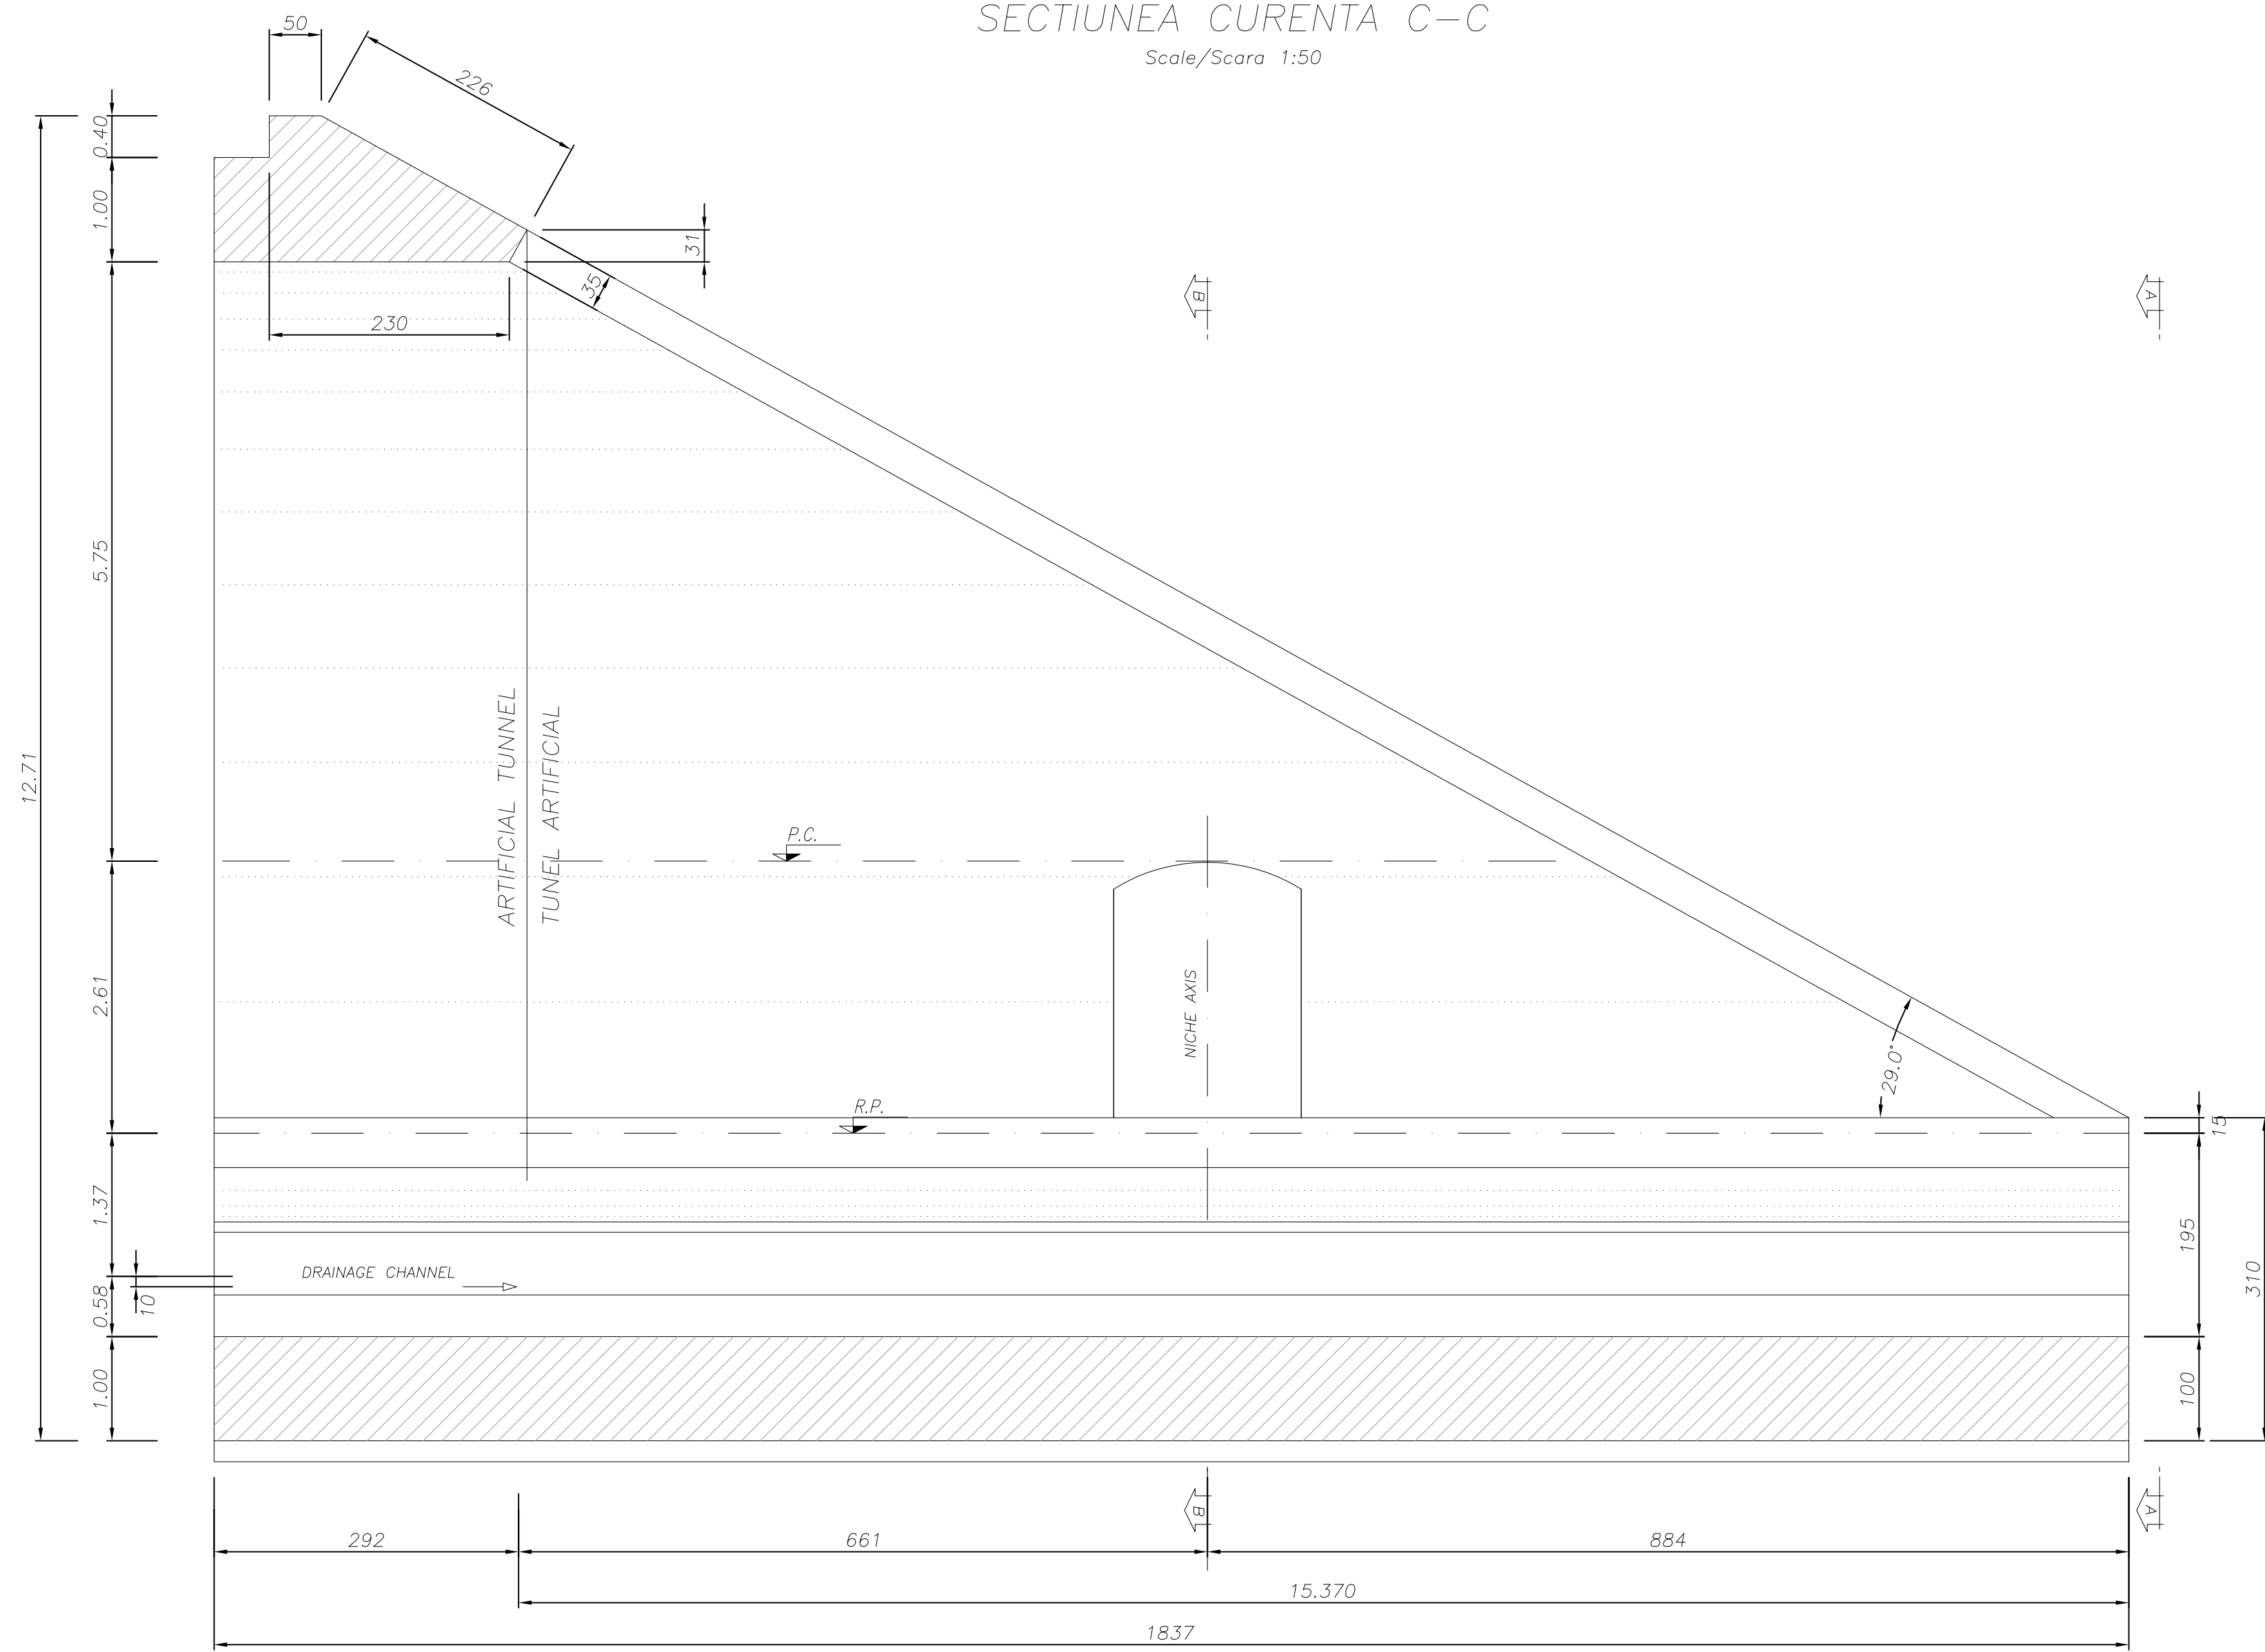 SECTIUNEA CURENTA C-C
Scale/Scara 1:50
50
226
0.40
1.00
31
35
230
B
A
5.75
12.71
ARTIFICIAL TUNNEL
TUNEL ARTIFICIAL
P.C.
2.61
NICHE AXIS
29.0°
R.P.
15
1.37
195
310
DRAINAGE CHANNEL
0.58
10
1.00
100
B
A
292
661
884
15.370
1837